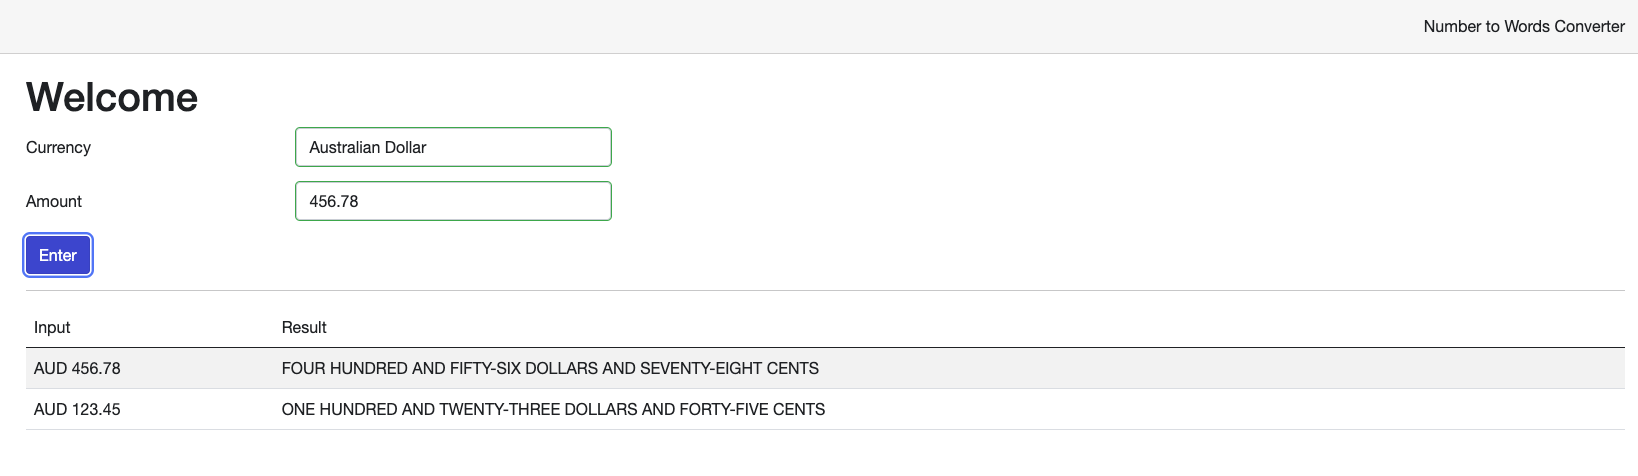 Number to Words Converter
Welcome
Currency Australian Dollar
Amount 456.78
Enter
Input Result
AUD 456.78 FOUR HUNDRED AND FIFTY-SIX DOLLARS AND SEVENTY-EIGHT CENTS
AUD 123.45 ONE HUNDRED AND TWENTY-THREE DOLLARS AND FORTY-FIVE CENTS